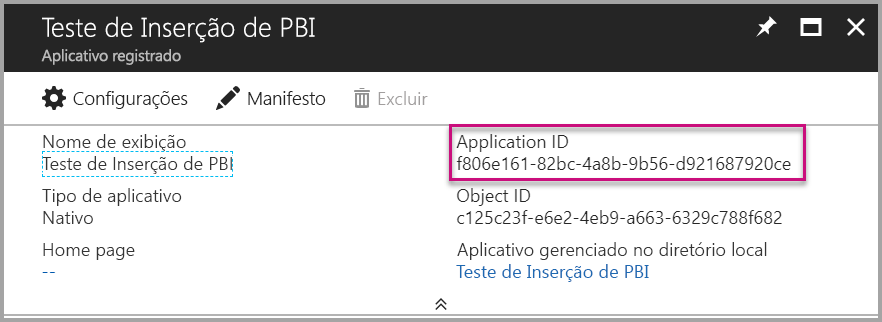 Teste de Inserção de PBI
Aplicativo registrado
Configurações
Manifesto
Excluir
Nome de exibição
Teste de Inserção de PBI
Application ID
f806e161-82bc-4a8b-9b56-d921687920ce
Tipo de aplicativo
Nativo
Object ID
c125c23f-e6e2-4eb9-a663-6329c788f682
Home page
--
Aplicativo gerenciado no diretório local
Teste de Inserção de PBI